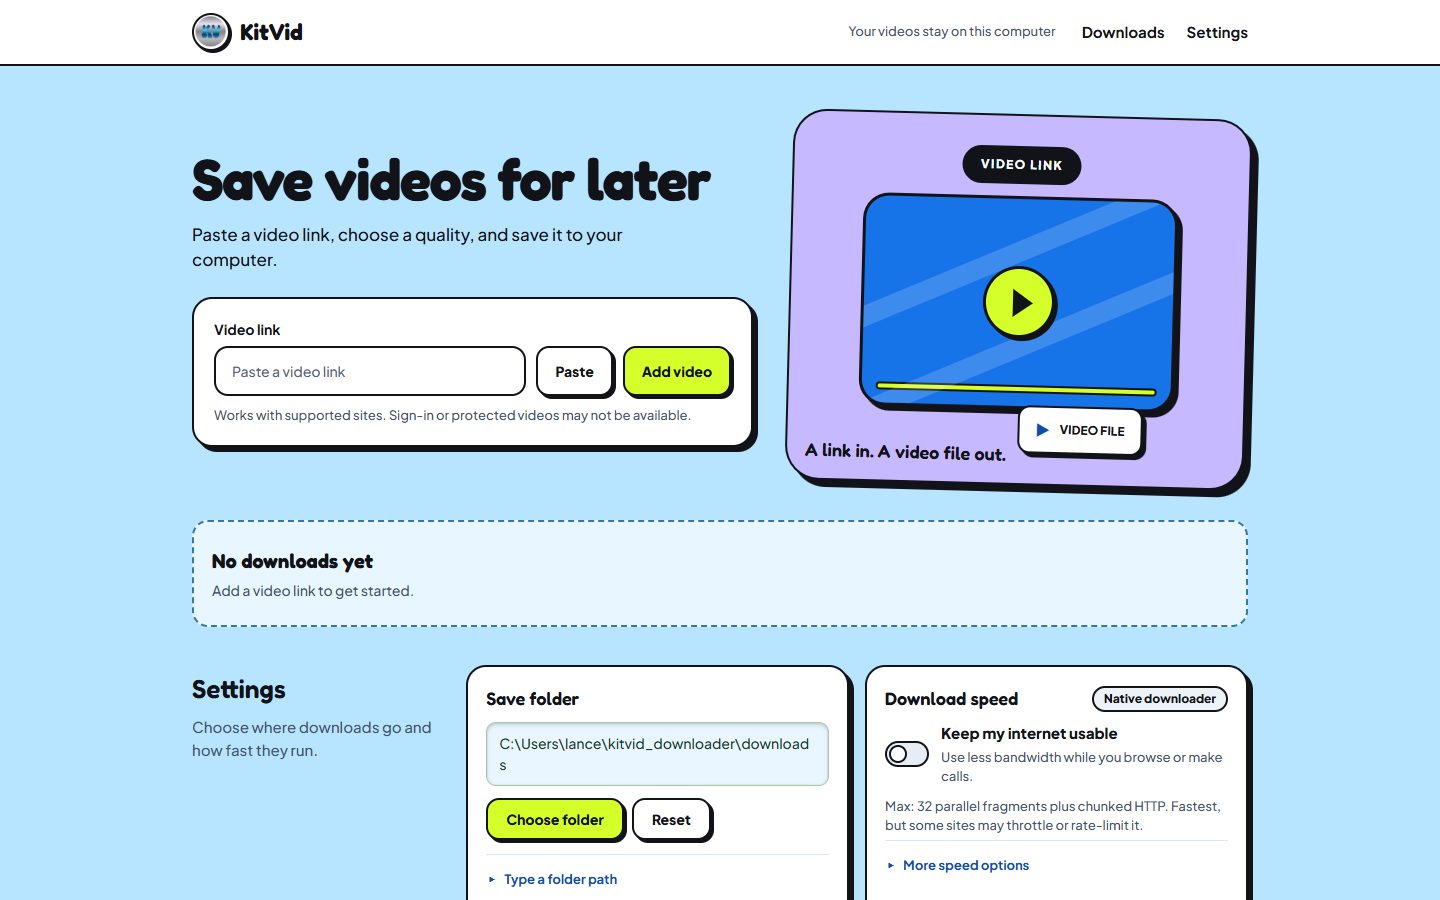 KitVid
Your videos stay on this computer
Downloads
Settings
Save videos for later
Paste a video link, choose a quality, and save it to your
computer.
Video link
Paste a video link
Paste
Add video
Works with supported sites. Sign-in or protected videos may not be available.
VIDEO LINK
VIDEO FILE
A link in. A video file out.
No downloads yet
Add a video link to get started.
Settings
Choose where downloads go and
how fast they run.
Save folder
C:\Users\lance\kitvid_downloader\download
s
Choose folder
Reset
Type a folder path
Download speed
Native downloader
Keep my internet usable
Use less bandwidth while you browse or make
calls.
Max: 32 parallel fragments plus chunked HTTP. Fastest,
but some sites may throttle or rate-limit it.
More speed options